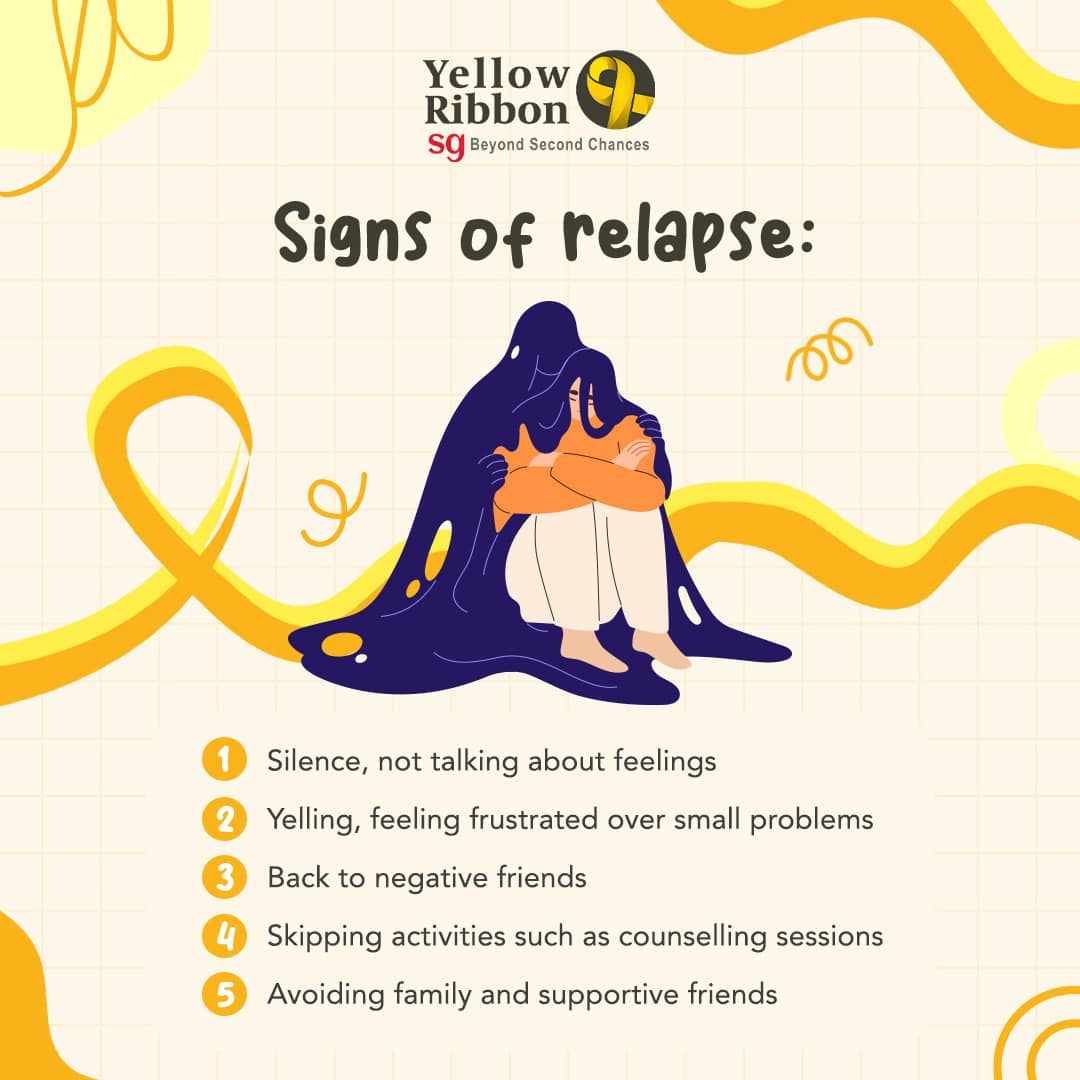 Yellow
Ribbon
sg Beyond Second Chances
Signs of relapse:
1 Silence, not talking about feelings
2 Yelling, feeling frustrated over small problems
3 Back to negative friends
4 Skipping activities such as counselling sessions
5 Avoiding family and supportive friends